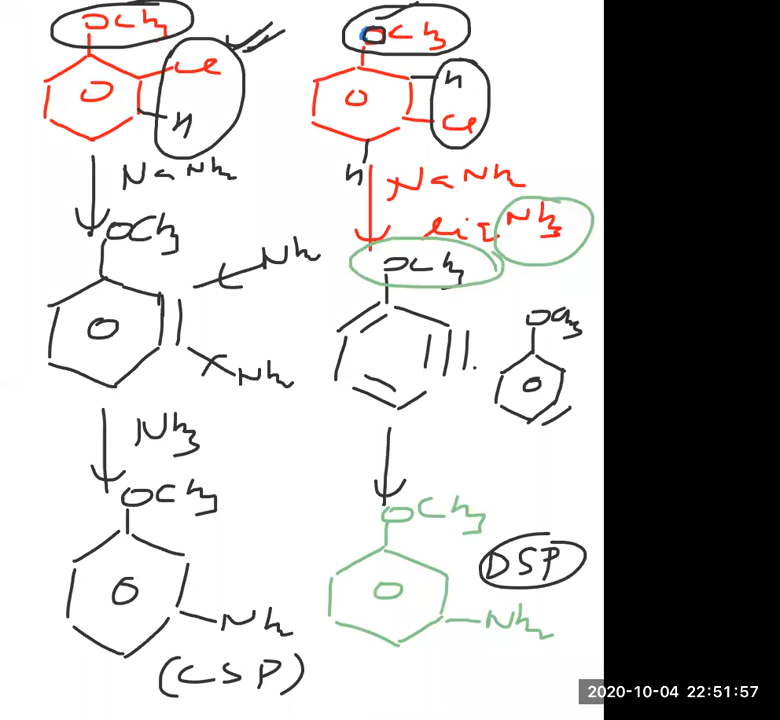 OCH3
Cl
H
NaNH2
OCH3
NH2
NH2
NH3
OCH3
NH2
(CSP)
OCH3
H
Cl
H
NaNH2
liq. NH3
OCH3
OCH3
OCH3
NH2
DSP
2020-10-04 22:51:57